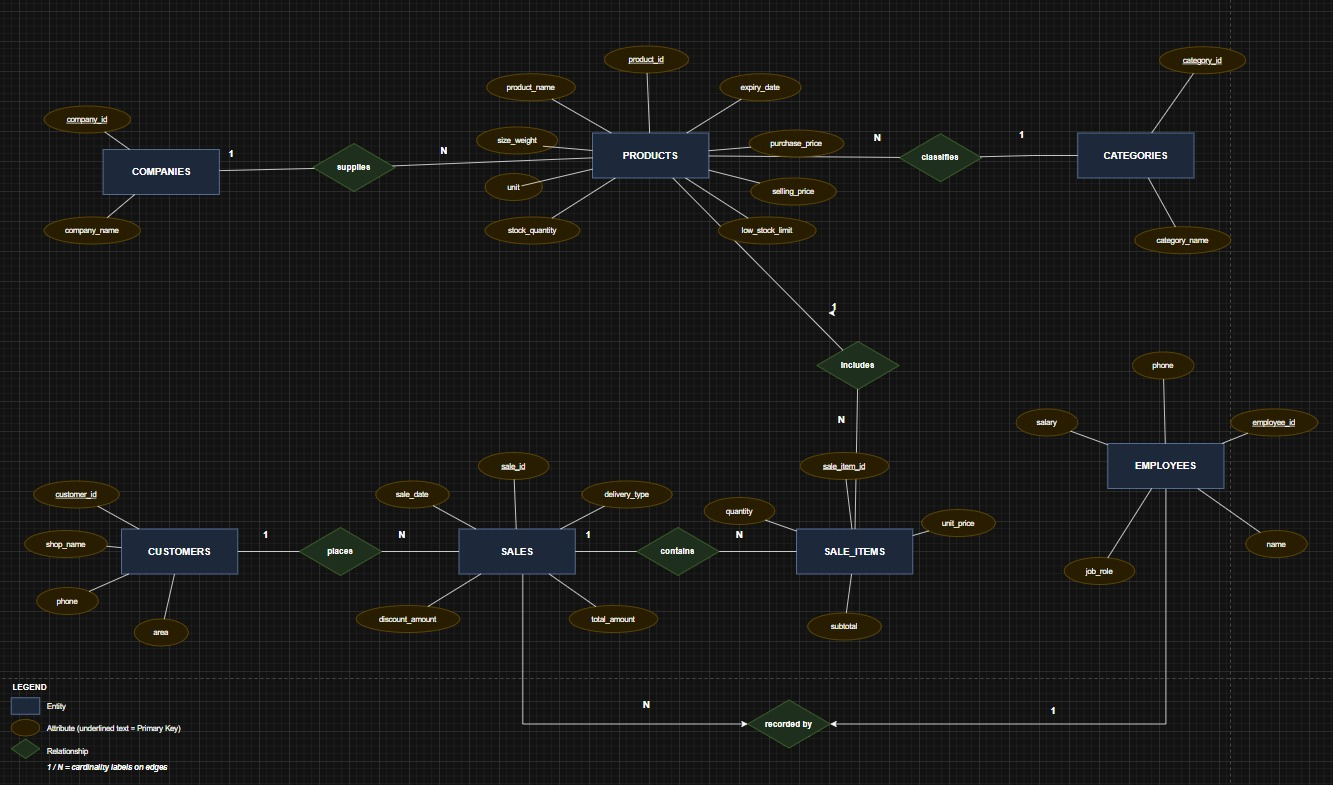 product_id
category_id
product_name
expiry_date
company_id
size_weight
purchase_price
N
1
1
N
COMPANIES
supplies
PRODUCTS
classifies
CATEGORIES
unit
selling_price
company_name
stock_quantity
low_stock_limit
category_name
1
includes
phone
N
salary
employee_id
sale_id
sale_item_id
EMPLOYEES
customer_id
sale_date
delivery_type
quantity
unit_price
shop_name
1
N
1
N
name
CUSTOMERS
places
SALES
contains
SALE_ITEMS
job_role
phone
area
discount_amount
total_amount
subtotal
LEGEND
Entity
N
1
Attribute (underlined text = Primary Key)
recorded by
Relationship
1 / N = cardinality labels on edges